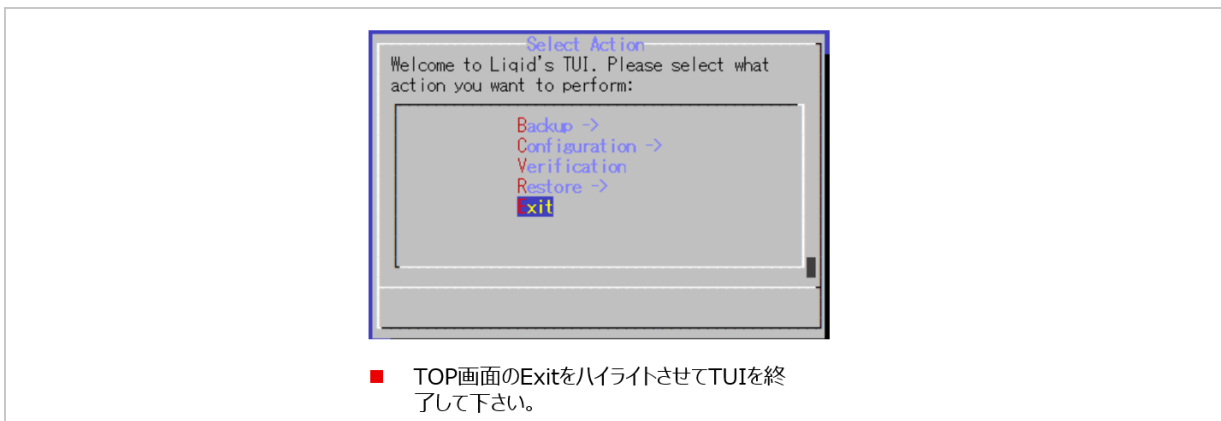 Select Action
Welcome to Liqid's TUI. Please select what
action you want to perform:
Backup ->
Configuration ->
Verification
Restore ->
Exit
■ TOP画面のExitをハイライトさせてTUIを終
了して下さい。